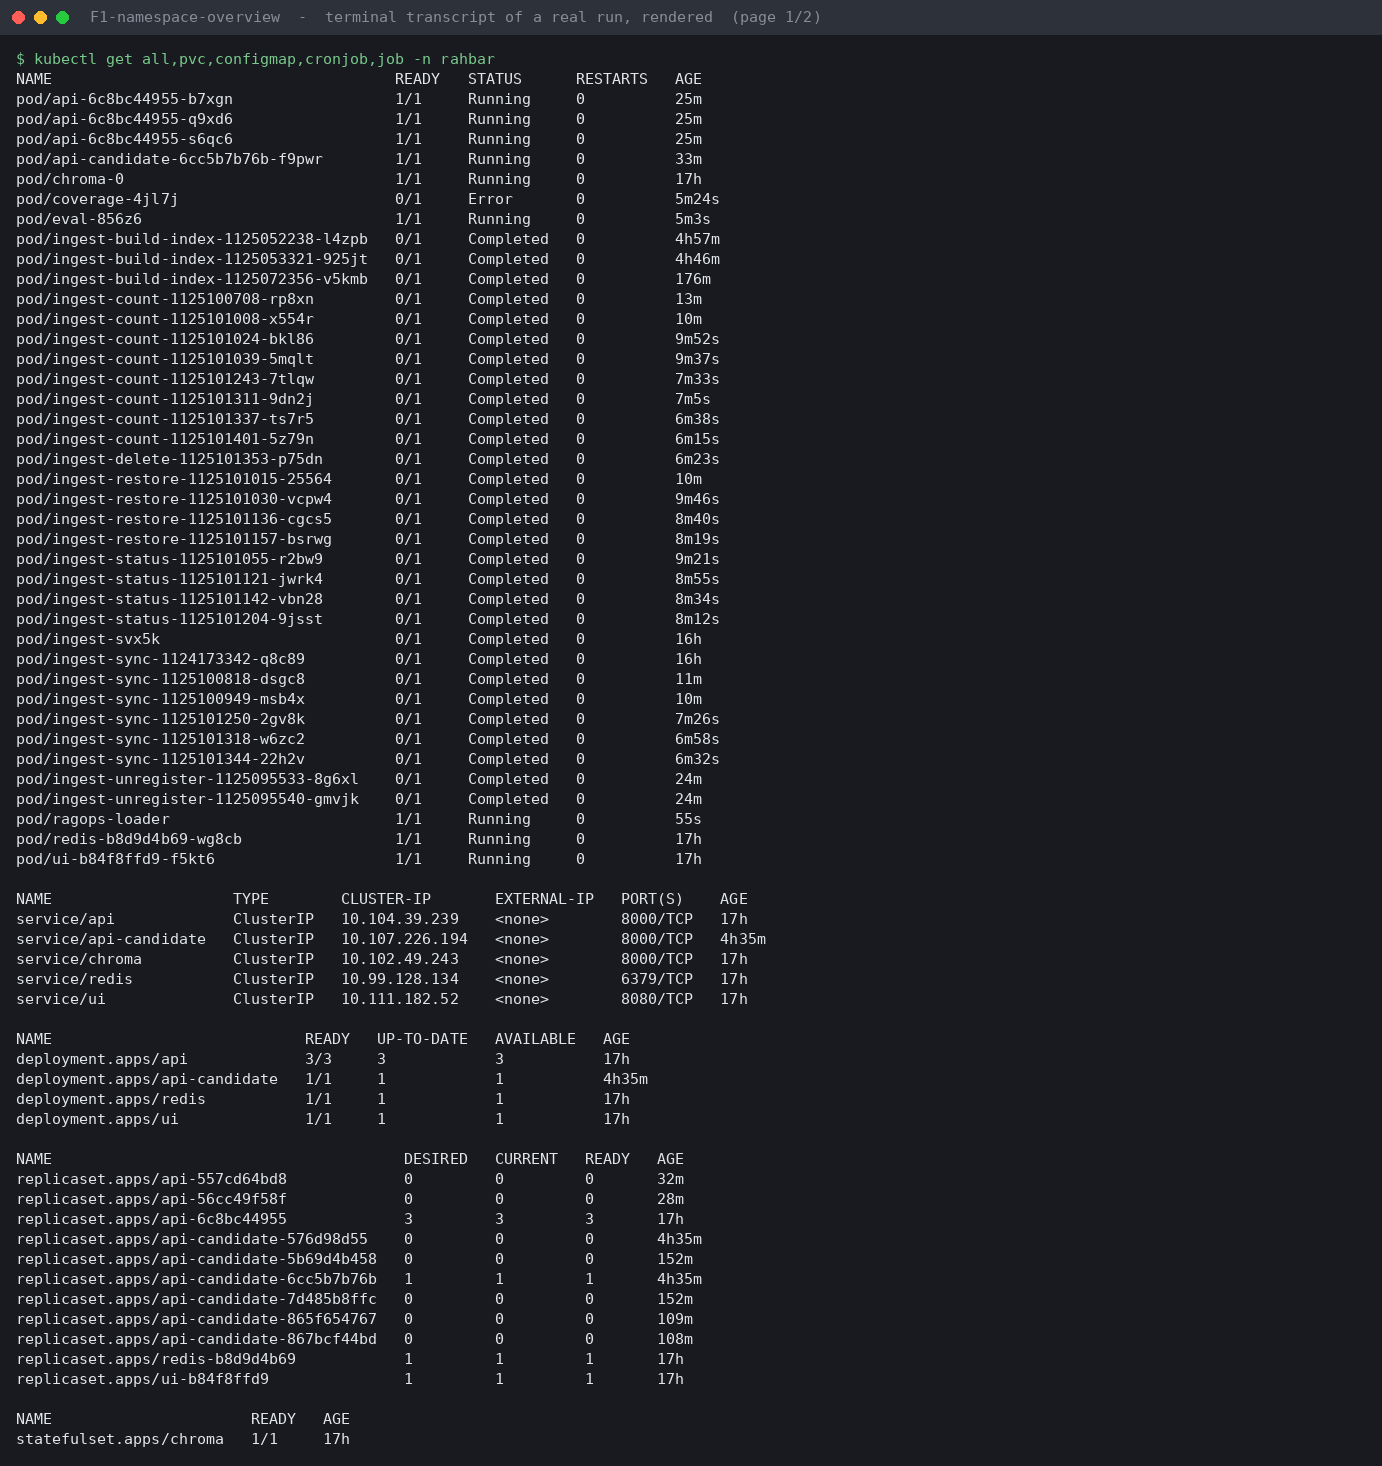 F1-namespace-overview  -  terminal transcript of a real run, rendered  (page 1/2)
$ kubectl get all,pvc,configmap,cronjob,job -n rahbar
NAME                                      READY   STATUS      RESTARTS   AGE
pod/api-6c8bc44955-b7xgn                  1/1     Running     0          25m
pod/api-6c8bc44955-q9xd6                  1/1     Running     0          25m
pod/api-6c8bc44955-s6qc6                  1/1     Running     0          25m
pod/api-candidate-6cc5b7b76b-f9pwr        1/1     Running     0          33m
pod/chroma-0                              1/1     Running     0          17h
pod/coverage-4jl7j                        0/1     Error       0          5m24s
pod/eval-856z6                            1/1     Running     0          5m3s
pod/ingest-build-index-1125052238-l4zpb   0/1     Completed   0          4h57m
pod/ingest-build-index-1125053321-925jt   0/1     Completed   0          4h46m
pod/ingest-build-index-1125072356-v5kmb   0/1     Completed   0          176m
pod/ingest-count-1125100708-rp8xn         0/1     Completed   0          13m
pod/ingest-count-1125101008-x554r         0/1     Completed   0          10m
pod/ingest-count-1125101024-bkl86         0/1     Completed   0          9m52s
pod/ingest-count-1125101039-5mqlt         0/1     Completed   0          9m37s
pod/ingest-count-1125101243-7tlqw         0/1     Completed   0          7m33s
pod/ingest-count-1125101311-9dn2j         0/1     Completed   0          7m5s
pod/ingest-count-1125101337-ts7r5         0/1     Completed   0          6m38s
pod/ingest-count-1125101401-5z79n         0/1     Completed   0          6m15s
pod/ingest-delete-1125101353-p75dn        0/1     Completed   0          6m23s
pod/ingest-restore-1125101015-25564       0/1     Completed   0          10m
pod/ingest-restore-1125101030-vcpw4       0/1     Completed   0          9m46s
pod/ingest-restore-1125101136-cgcs5       0/1     Completed   0          8m40s
pod/ingest-restore-1125101157-bsrwg       0/1     Completed   0          8m19s
pod/ingest-status-1125101055-r2bw9        0/1     Completed   0          9m21s
pod/ingest-status-1125101121-jwrk4        0/1     Completed   0          8m55s
pod/ingest-status-1125101142-vbn28        0/1     Completed   0          8m34s
pod/ingest-status-1125101204-9jsst        0/1     Completed   0          8m12s
pod/ingest-svx5k                          0/1     Completed   0          16h
pod/ingest-sync-1124173342-q8c89          0/1     Completed   0          16h
pod/ingest-sync-1125100818-dsgc8          0/1     Completed   0          11m
pod/ingest-sync-1125100949-msb4x          0/1     Completed   0          10m
pod/ingest-sync-1125101250-2gv8k          0/1     Completed   0          7m26s
pod/ingest-sync-1125101318-w6zc2          0/1     Completed   0          6m58s
pod/ingest-sync-1125101344-22h2v          0/1     Completed   0          6m32s
pod/ingest-unregister-1125095533-8g6xl    0/1     Completed   0          24m
pod/ingest-unregister-1125095540-gmvjk    0/1     Completed   0          24m
pod/ragops-loader                         1/1     Running     0          55s
pod/redis-b8d9d4b69-wg8cb                 1/1     Running     0          17h
pod/ui-b84f8ffd9-f5kt6                    1/1     Running     0          17h
NAME                    TYPE        CLUSTER-IP       EXTERNAL-IP   PORT(S)    AGE
service/api             ClusterIP   10.104.39.239    <none>        8000/TCP   17h
service/api-candidate   ClusterIP   10.107.226.194   <none>        8000/TCP   4h35m
service/chroma          ClusterIP   10.102.49.243    <none>        8000/TCP   17h
service/redis           ClusterIP   10.99.128.134    <none>        6379/TCP   17h
service/ui              ClusterIP   10.111.182.52    <none>        8080/TCP   17h
NAME                            READY   UP-TO-DATE   AVAILABLE   AGE
deployment.apps/api             3/3     3            3           17h
deployment.apps/api-candidate   1/1     1            1           4h35m
deployment.apps/redis           1/1     1            1           17h
deployment.apps/ui              1/1     1            1           17h
NAME                                       DESIRED   CURRENT   READY   AGE
replicaset.apps/api-557cd64bd8             0         0         0       32m
replicaset.apps/api-56cc49f58f             0         0         0       28m
replicaset.apps/api-6c8bc44955             3         3         3       17h
replicaset.apps/api-candidate-576d98d55    0         0         0       4h35m
replicaset.apps/api-candidate-5b69d4b458   0         0         0       152m
replicaset.apps/api-candidate-6cc5b7b76b   1         1         1       4h35m
replicaset.apps/api-candidate-7d485b8ffc   0         0         0       152m
replicaset.apps/api-candidate-865f654767   0         0         0       109m
replicaset.apps/api-candidate-867bcf44bd   0         0         0       108m
replicaset.apps/redis-b8d9d4b69            1         1         1       17h
replicaset.apps/ui-b84f8ffd9               1         1         1       17h
NAME                      READY   AGE
statefulset.apps/chroma   1/1     17h